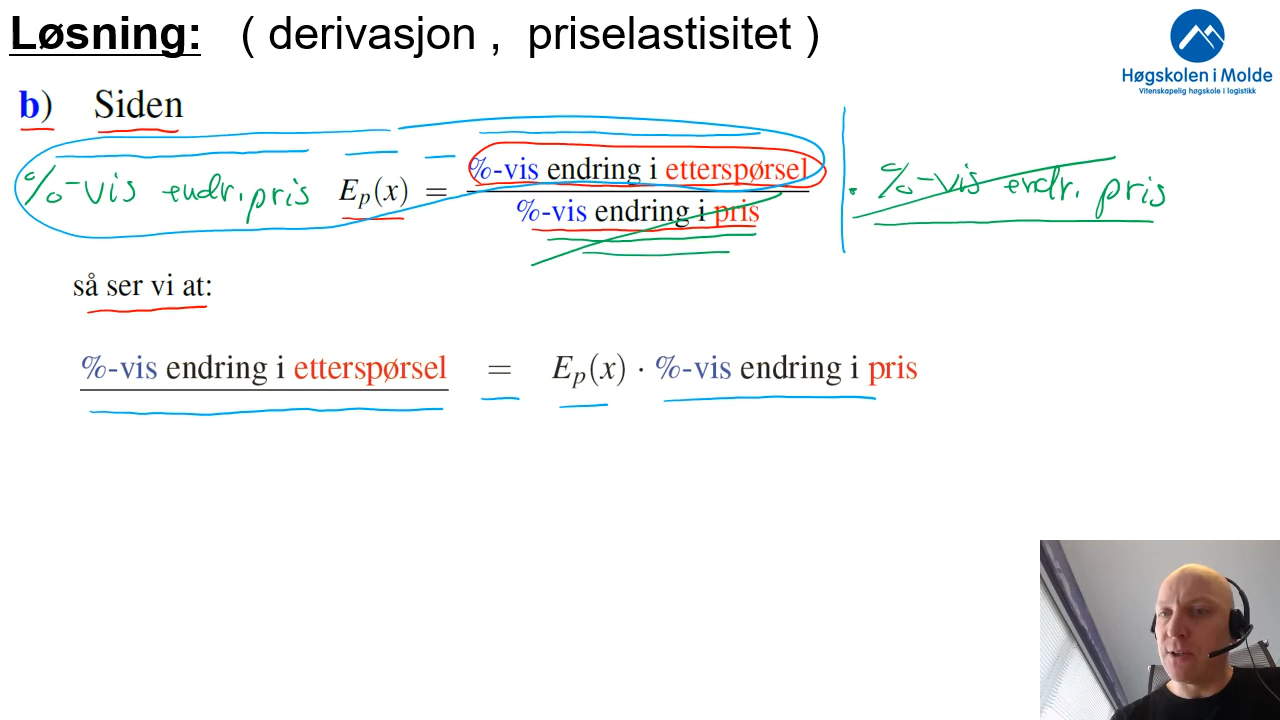 Løsning: ( derivasjon , priselastisitet )
Høgskolen i Molde
Vitenskapelig høgskole i logistikk
b) Siden
%-vis endr. pris E_p(x) = %-vis endring i etterspørsel / %-vis endring i pris | · %-vis endr. pris
så ser vi at:
%-vis endring i etterspørsel = E_p(x) · %-vis endring i pris